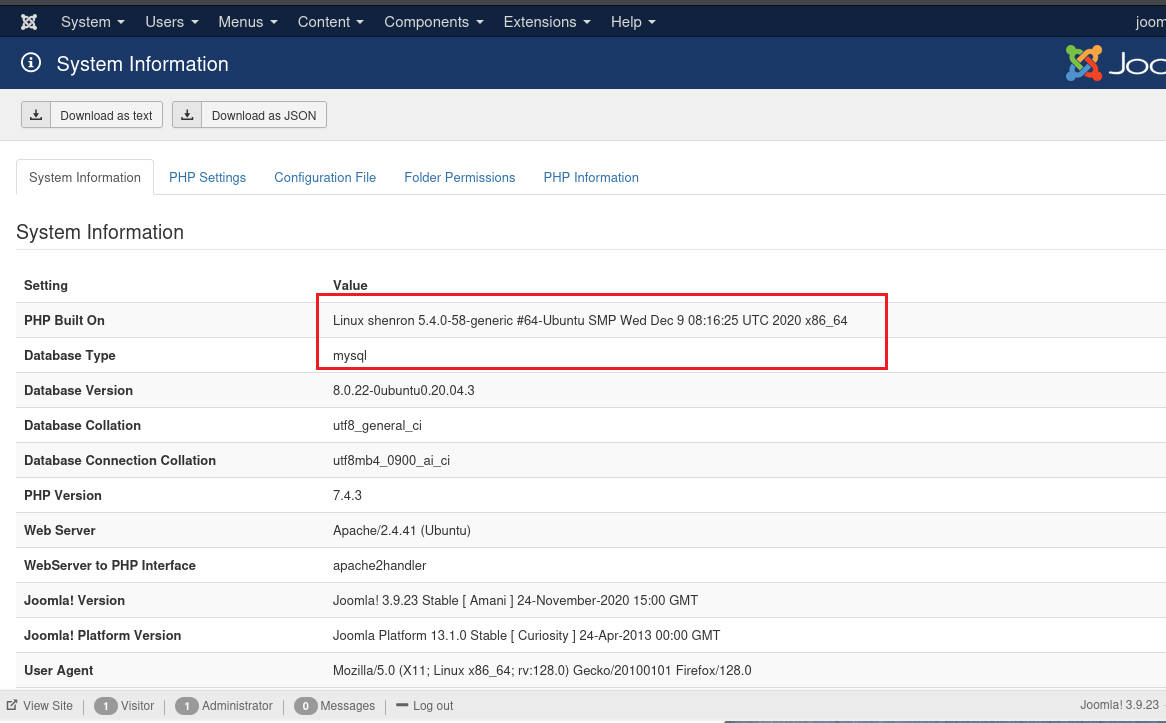 System Users Menus Content Components Extensions Help joom
System Information Joo
Download as text Download as JSON
System Information PHP Settings Configuration File Folder Permissions PHP Information
System Information
Setting Value
PHP Built On Linux shenron 5.4.0-58-generic #64-Ubuntu SMP Wed Dec 9 08:16:25 UTC 2020 x86_64
Database Type mysql
Database Version 8.0.22-0ubuntu0.20.04.3
Database Collation utf8_general_ci
Database Connection Collation utf8mb4_0900_ai_ci
PHP Version 7.4.3
Web Server Apache/2.4.41 (Ubuntu)
WebServer to PHP Interface apache2handler
Joomla! Version Joomla! 3.9.23 Stable [ Amani ] 24-November-2020 15:00 GMT
Joomla! Platform Version Joomla Platform 13.1.0 Stable [ Curiosity ] 24-Apr-2013 00:00 GMT
User Agent Mozilla/5.0 (X11; Linux x86_64; rv:128.0) Gecko/20100101 Firefox/128.0
View Site 1 Visitor 1 Administrator 0 Messages Log out Joomla! 3.9.23